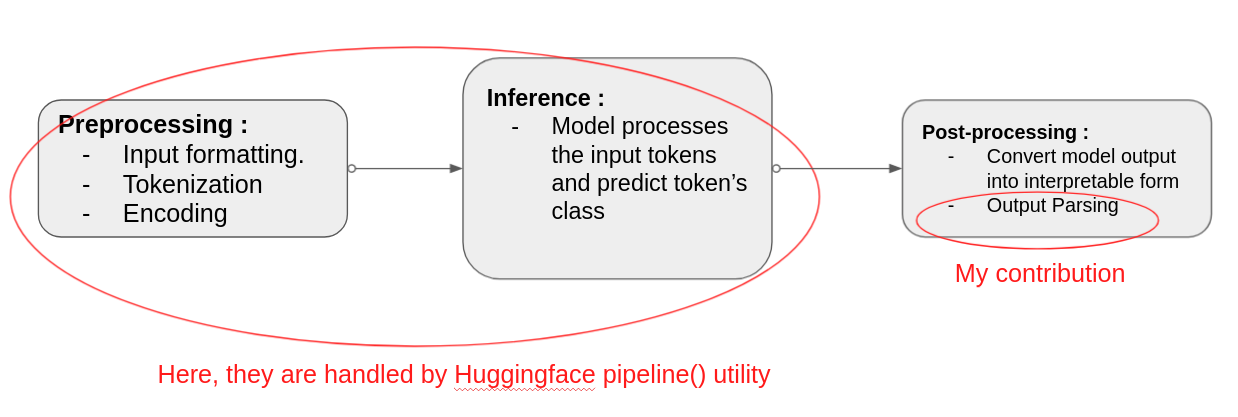 Preprocessing :
- Input formatting.
- Tokenization
- Encoding
Inference :
- Model processes
the input tokens
and predict token’s
class
Post-processing :
- Convert model output
into interpretable form
- Output Parsing
My contribution
Here, they are handled by Huggingface pipeline() utility